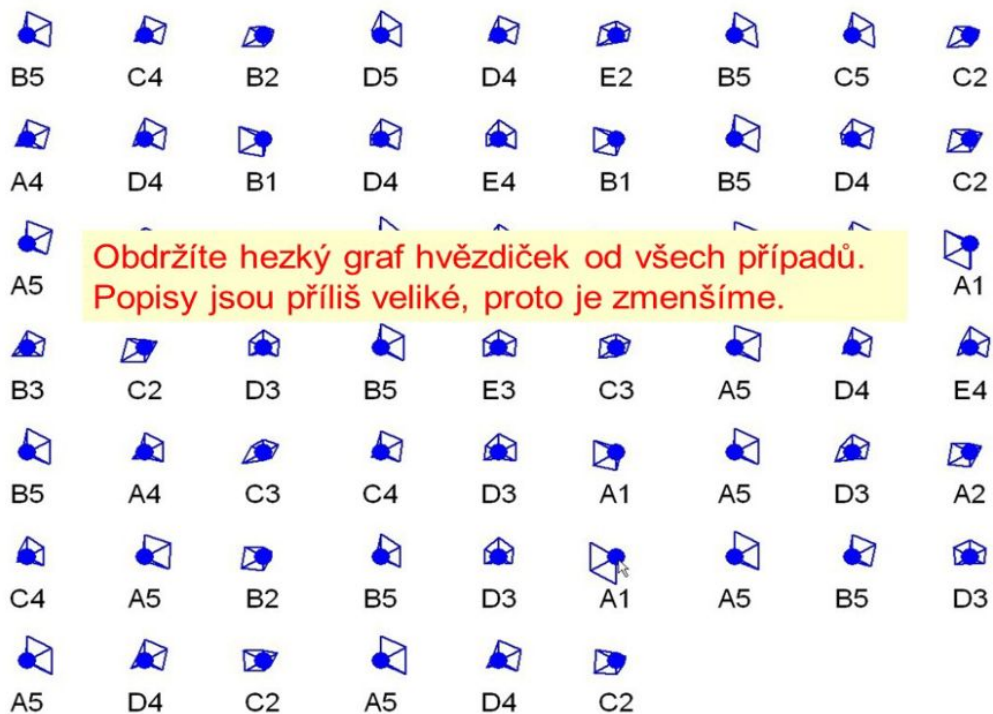 B5 C4 B2 D5 D4 E2 B5 C5 C2
A4 D4 B1 D4 E4 B1 B5 D4 C2
Obdržíte hezký graf hvězdiček od všech případů.
A5 A1
Popisy jsou příliš veliké, proto je zmenšíme.
B3 C2 D3 B5 E3 C3 A5 D4 E4
B5 A4 C3 C4 D3 A1 A5 D3 A2
C4 A5 B2 B5 D3 A1 A5 B5 D3
A5 D4 C2 A5 D4 C2